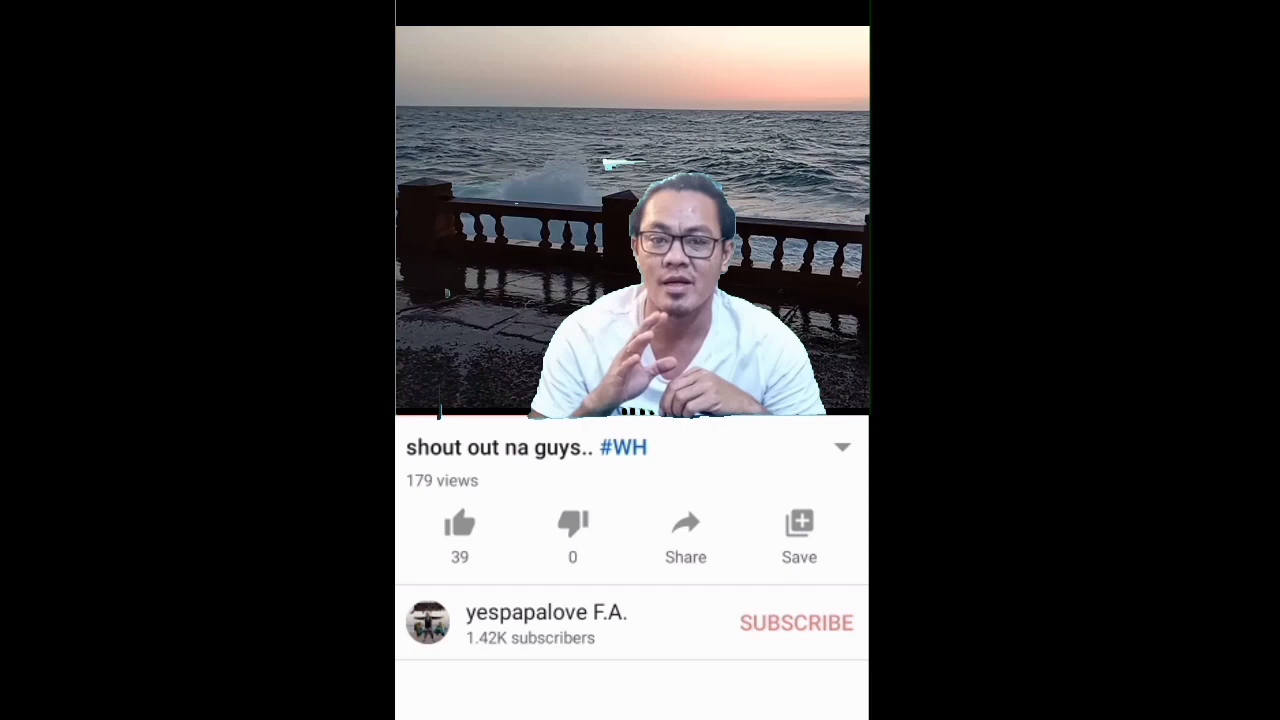 shout out na guys.. #WH
179 views
39
0
Share
Save
yespapalove F.A.
SUBSCRIBE
1.42K subscribers